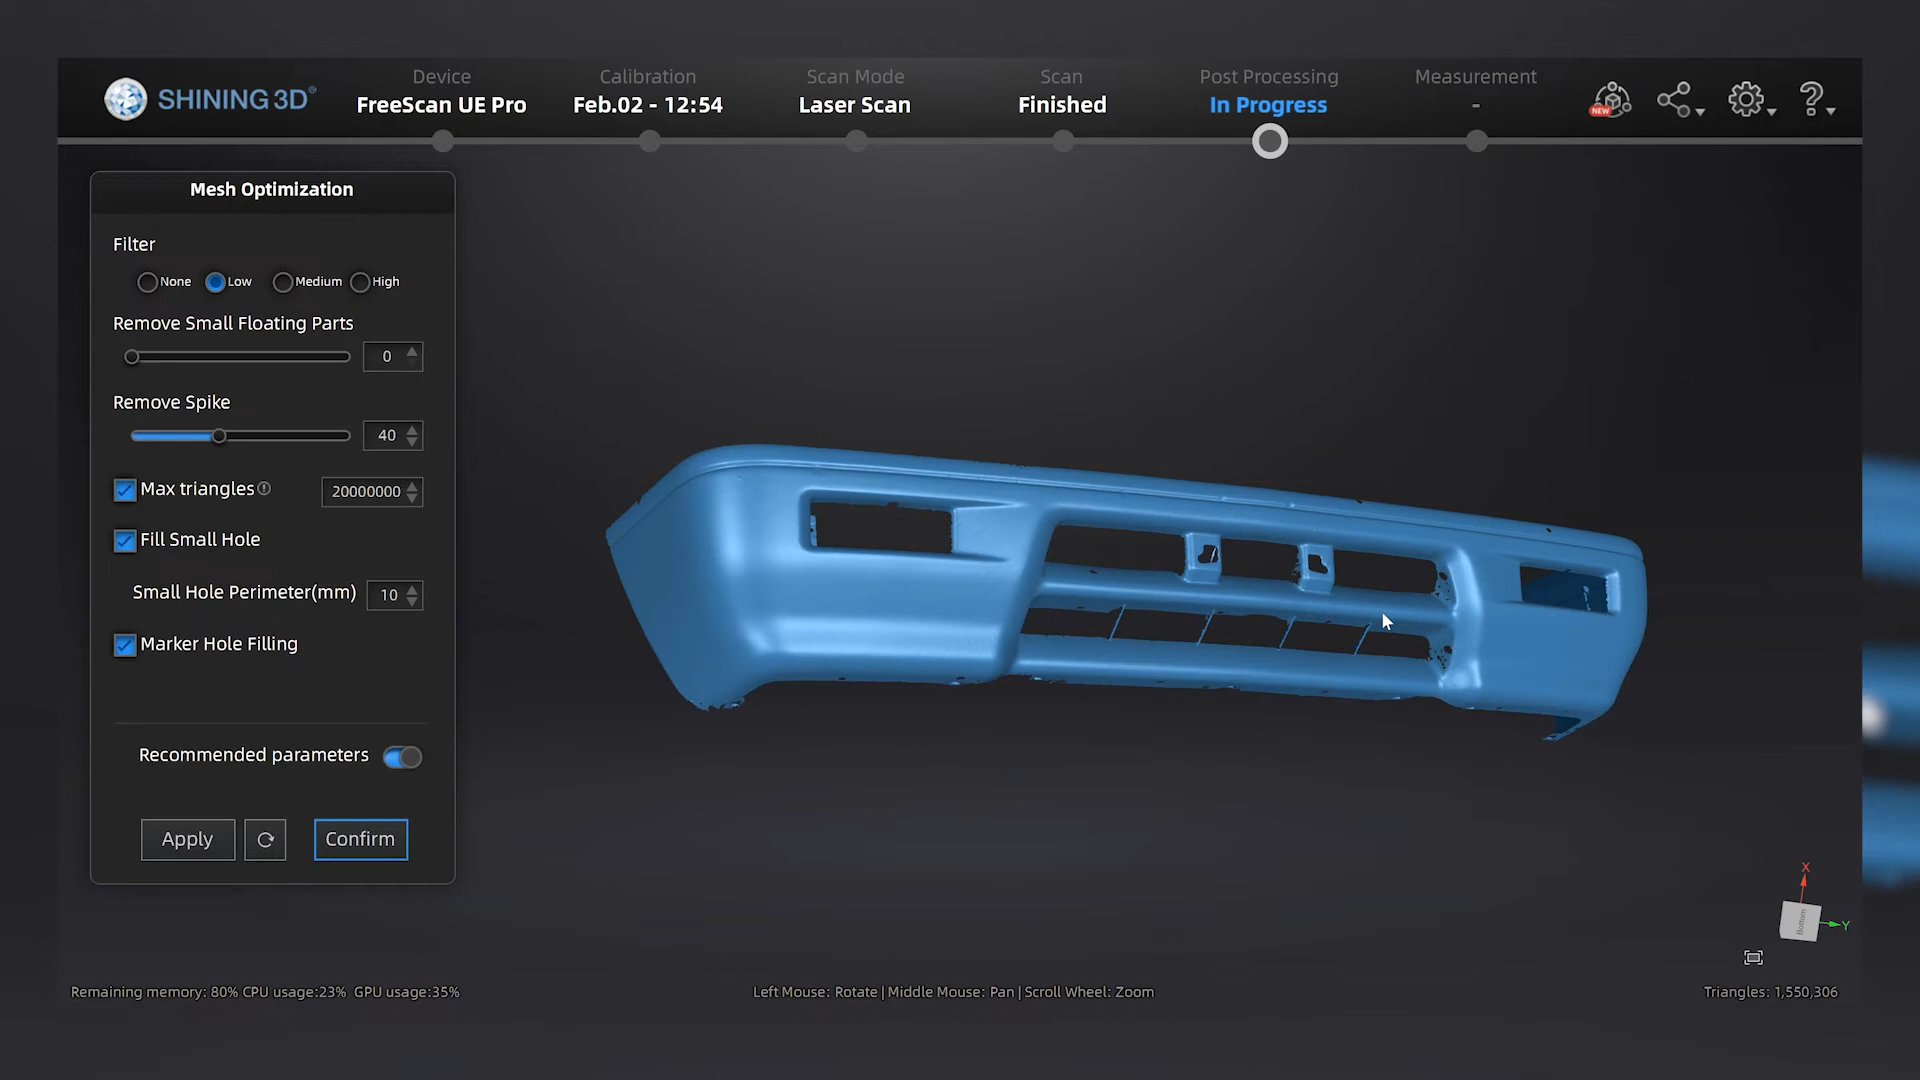 SHINING 3D®
Device
FreeScan UE Pro
Calibration
Feb.02 - 12:54
Scan Mode
Laser Scan
Scan
Finished
Post Processing
In Progress
Measurement
-
NEW
?
Mesh Optimization
Filter
None Low Medium High
Remove Small Floating Parts
0
Remove Spike
40
Max triangles 20000000
Fill Small Hole
Small Hole Perimeter(mm) 10
Marker Hole Filling
Recommended parameters
Apply Confirm
X
Bottom
Y
Remaining memory: 80% CPU usage:23% GPU usage:35%
Left Mouse: Rotate | Middle Mouse: Pan | Scroll Wheel: Zoom
Triangles: 1,550,306